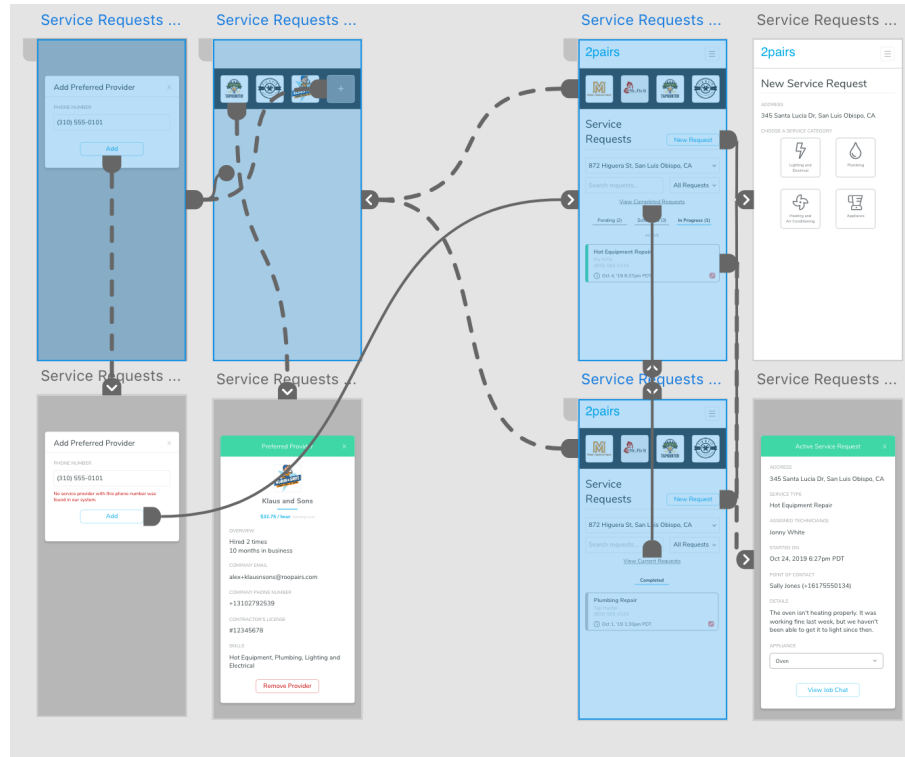 Service Requests ...
Add Preferred Provider
×
PHONE NUMBER
(310) 555-0101
Add
Service Requests ...
TAPHUNTER
+
Service Requests ...
2pairs
M
Mr. Fix It
TAPHUNTER
Service
Requests
New Request
872 Higuera St, San Luis Obispo, CA
Search requests...
All Requests
View Completed Requests
Pending (2)
In Progress (1)
Hot Equipment Repair
Oct 4, '19 6:27pm PDT
Service Requests ...
2pairs
New Service Request
ADDRESS
345 Santa Lucia Dr, San Luis Obispo, CA
CHOOSE A SERVICE CATEGORY
Lighting and
Electrical
Plumbing
Heating and
Air Conditioning
Appliance
Service Requests ...
Add Preferred Provider
×
PHONE NUMBER
(310) 555-0101
No service provider with this phone number was
found in our system.
Add
Service Requests ...
Preferred Provider
×
Klaus and Sons
$32.75 / hour
OVERVIEW
Hired 2 times
10 months in business
COMPANY EMAIL
alex+klausnsons@roopairs.com
COMPANY PHONE NUMBER
+13102792539
CONTRACTOR'S LICENSE
#12345678
SKILLS
Hot Equipment, Plumbing, Lighting and
Electrical
Remove Provider
Service Requests ...
2pairs
M
Mr. Fix It
TAPHUNTER
Service
Requests
New Request
872 Higuera St, San Luis Obispo, CA
Search requests...
All Requests
View Current Requests
Completed
Plumbing Repair
Oct 1, '19 1:30pm PDT
Service Requests ...
Active Service Request
×
ADDRESS
345 Santa Lucia Dr, San Luis Obispo, CA
SERVICE TYPE
Hot Equipment Repair
ASSIGNED TECHNICIAN(S)
Jonny White
STARTED ON
Oct 24, 2019 6:27pm PDT
POINT OF CONTACT
Sally Jones (+16175550134)
DETAILS
The oven isn't heating properly. It was
working fine last week, but we haven't
been able to get it to light since then.
APPLIANCE
Oven
View Job Chat